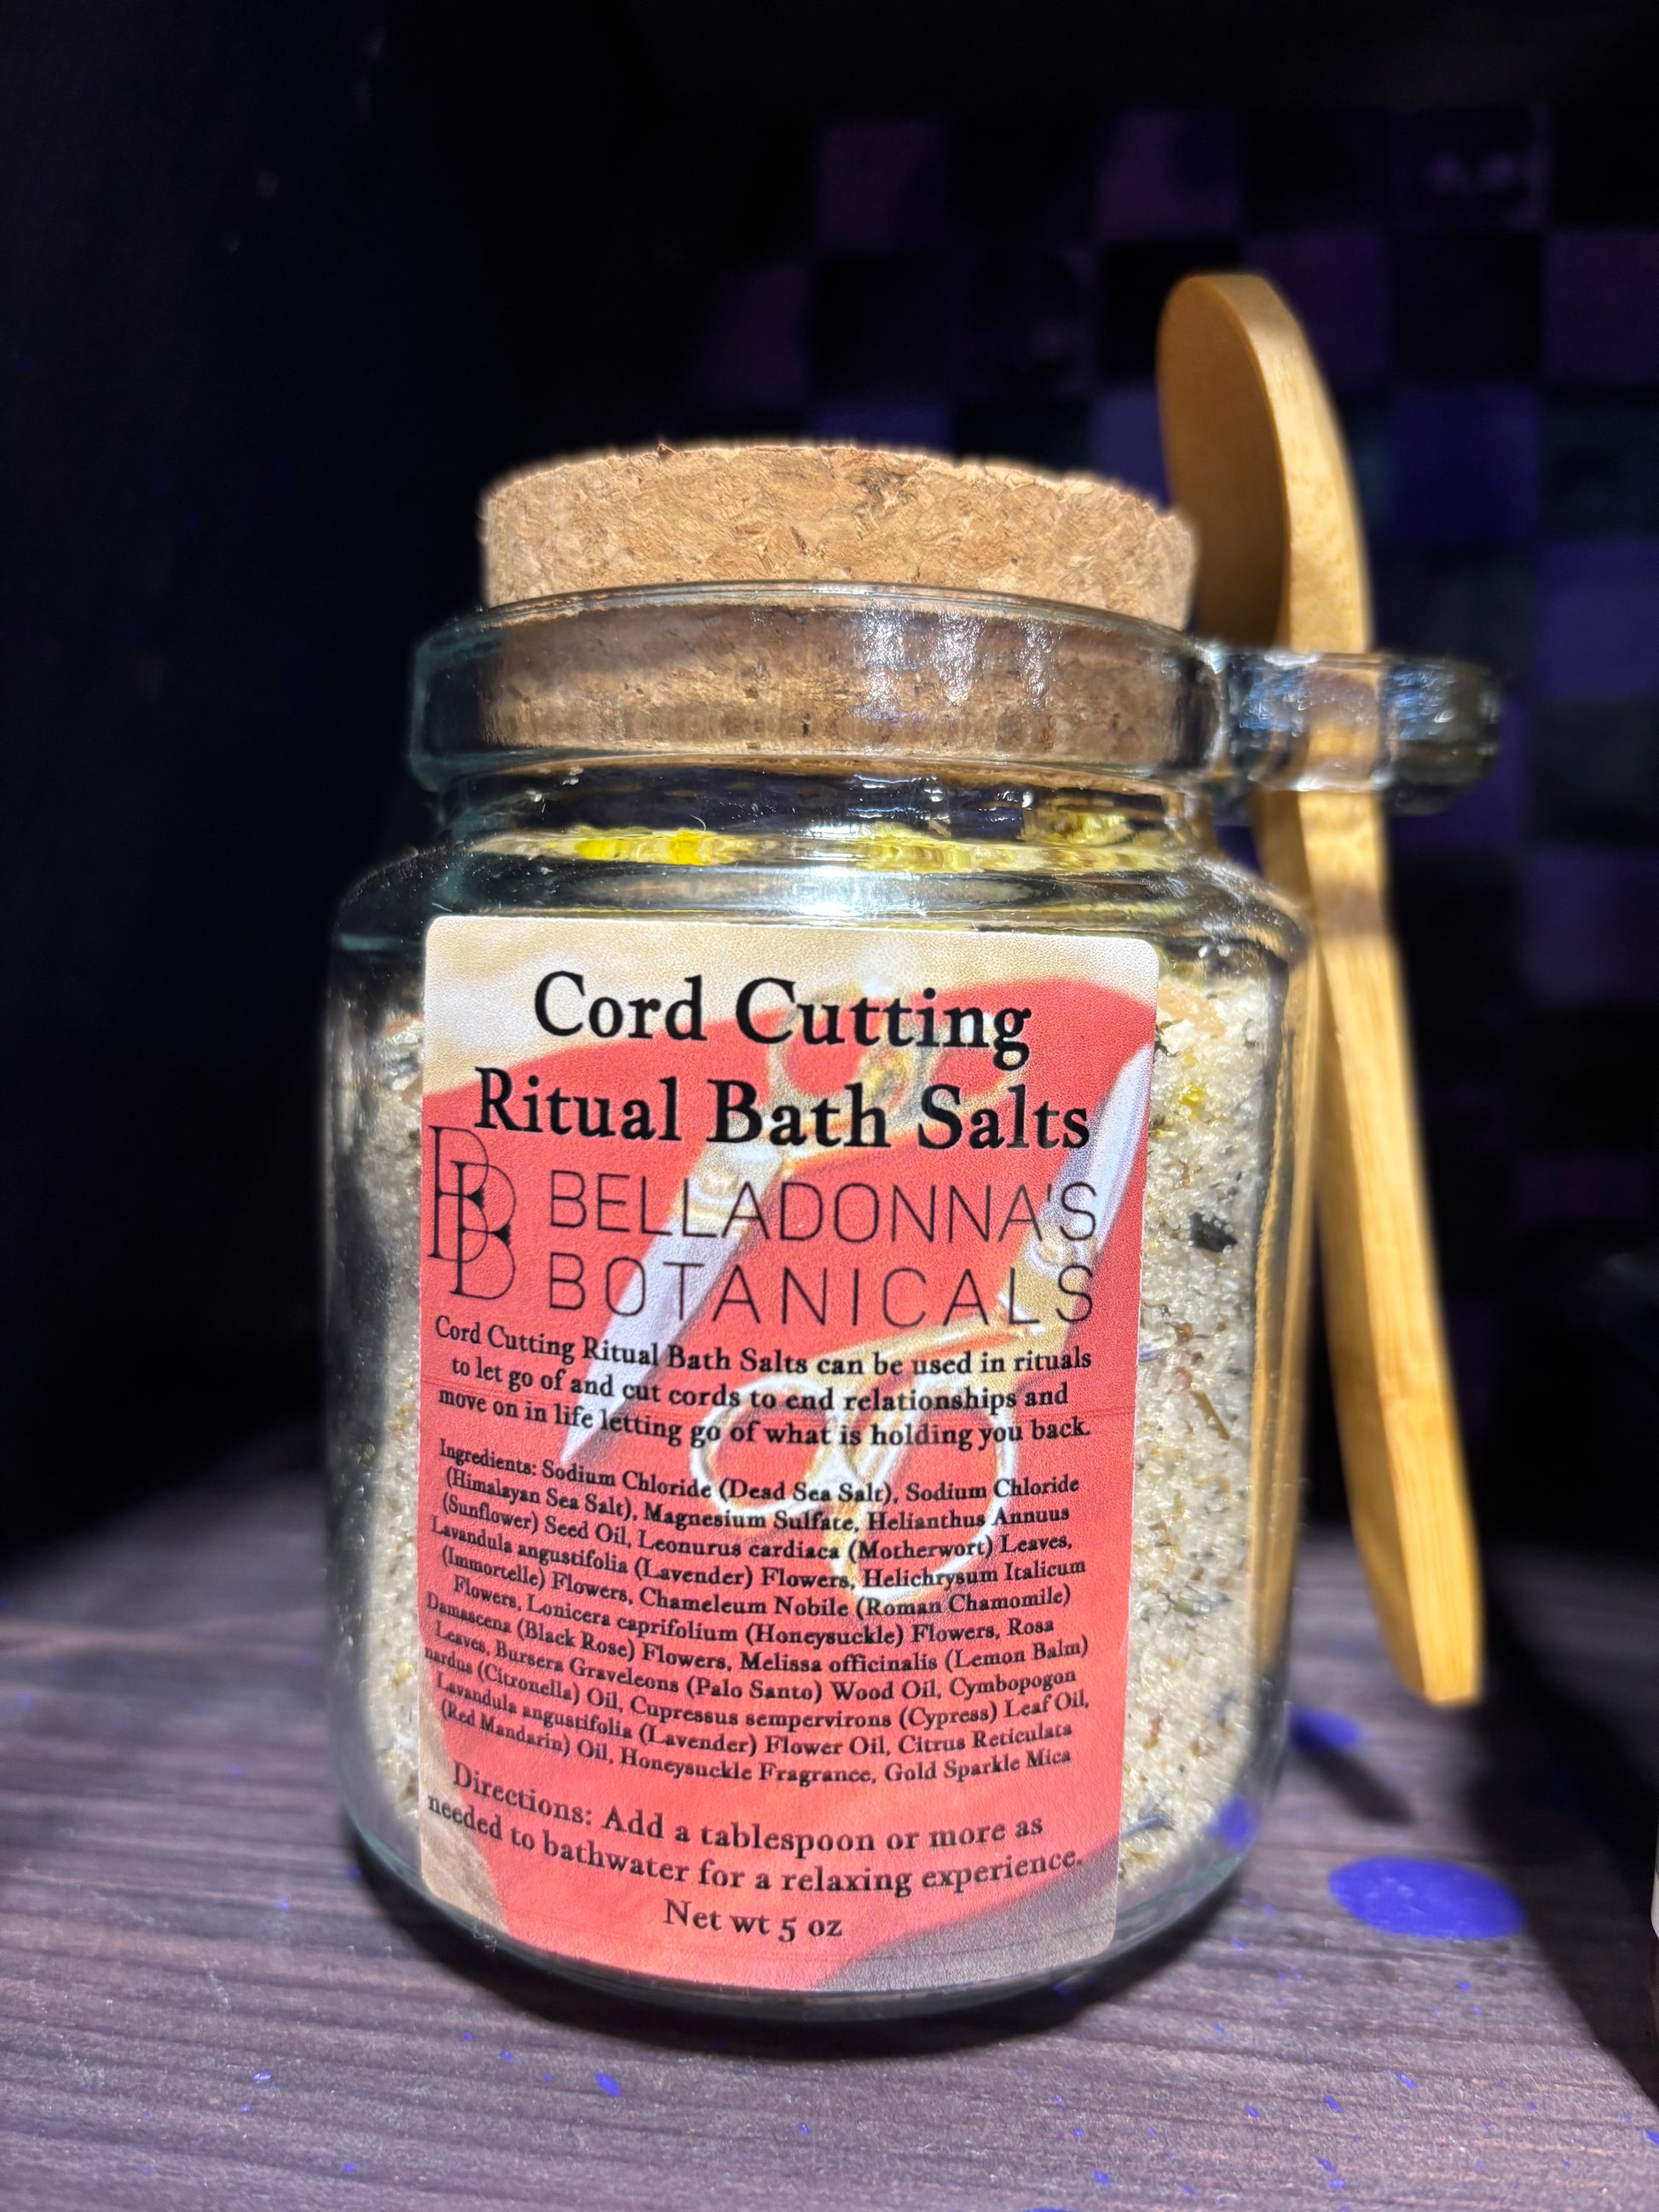 Cord Cutting
Ritual Bath Salts
BB
BELLADONNA'S
BOTANICALS
Cord Cutting Ritual Bath Salts can be used in rituals
to let go of and cut cords to end relationships and
move on in life letting go of what is holding you back.
Ingredients: Sodium Chloride (Dead Sea Salt), Sodium Chloride
(Himalayan Sea Salt), Magnesium Sulfate, Helianthus Annuus
(Sunflower) Seed Oil, Leonurus cardiaca (Motherwort) Leaves,
Lavandula angustifolia (Lavender) Flowers, Helichrysum Italicum
(Immortelle) Flowers, Chameleum Nobile (Roman Chamomile)
Flowers, Lonicera caprifolium (Honeysuckle) Flowers, Rosa
Damascena (Black Rose) Flowers, Melissa officinalis (Lemon Balm)
Leaves, Bursera Graveleons (Palo Santo) Wood Oil, Cymbopogon
nardus (Citronella) Oil, Cupressus sempervirons (Cypress) Leaf Oil,
Lavandula angustifolia (Lavender) Flower Oil, Citrus Reticulata
(Red Mandarin) Oil, Honeysuckle Fragrance, Gold Sparkle Mica
Directions: Add a tablespoon or more as
needed to bathwater for a relaxing experience.
Net wt 5 oz